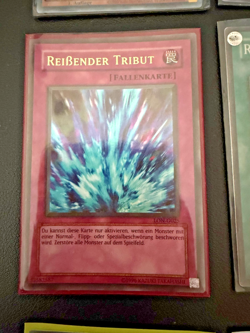 REIßENDER TRIBUT
[FALLENKARTE]
Du kannst diese Karte nur aktivieren, wenn ein Monster mit
einer Normal-, Flipp- oder Spezialbeschwörung beschworen
wird. Zerstöre alle Monster auf dem Spielfeld.
R